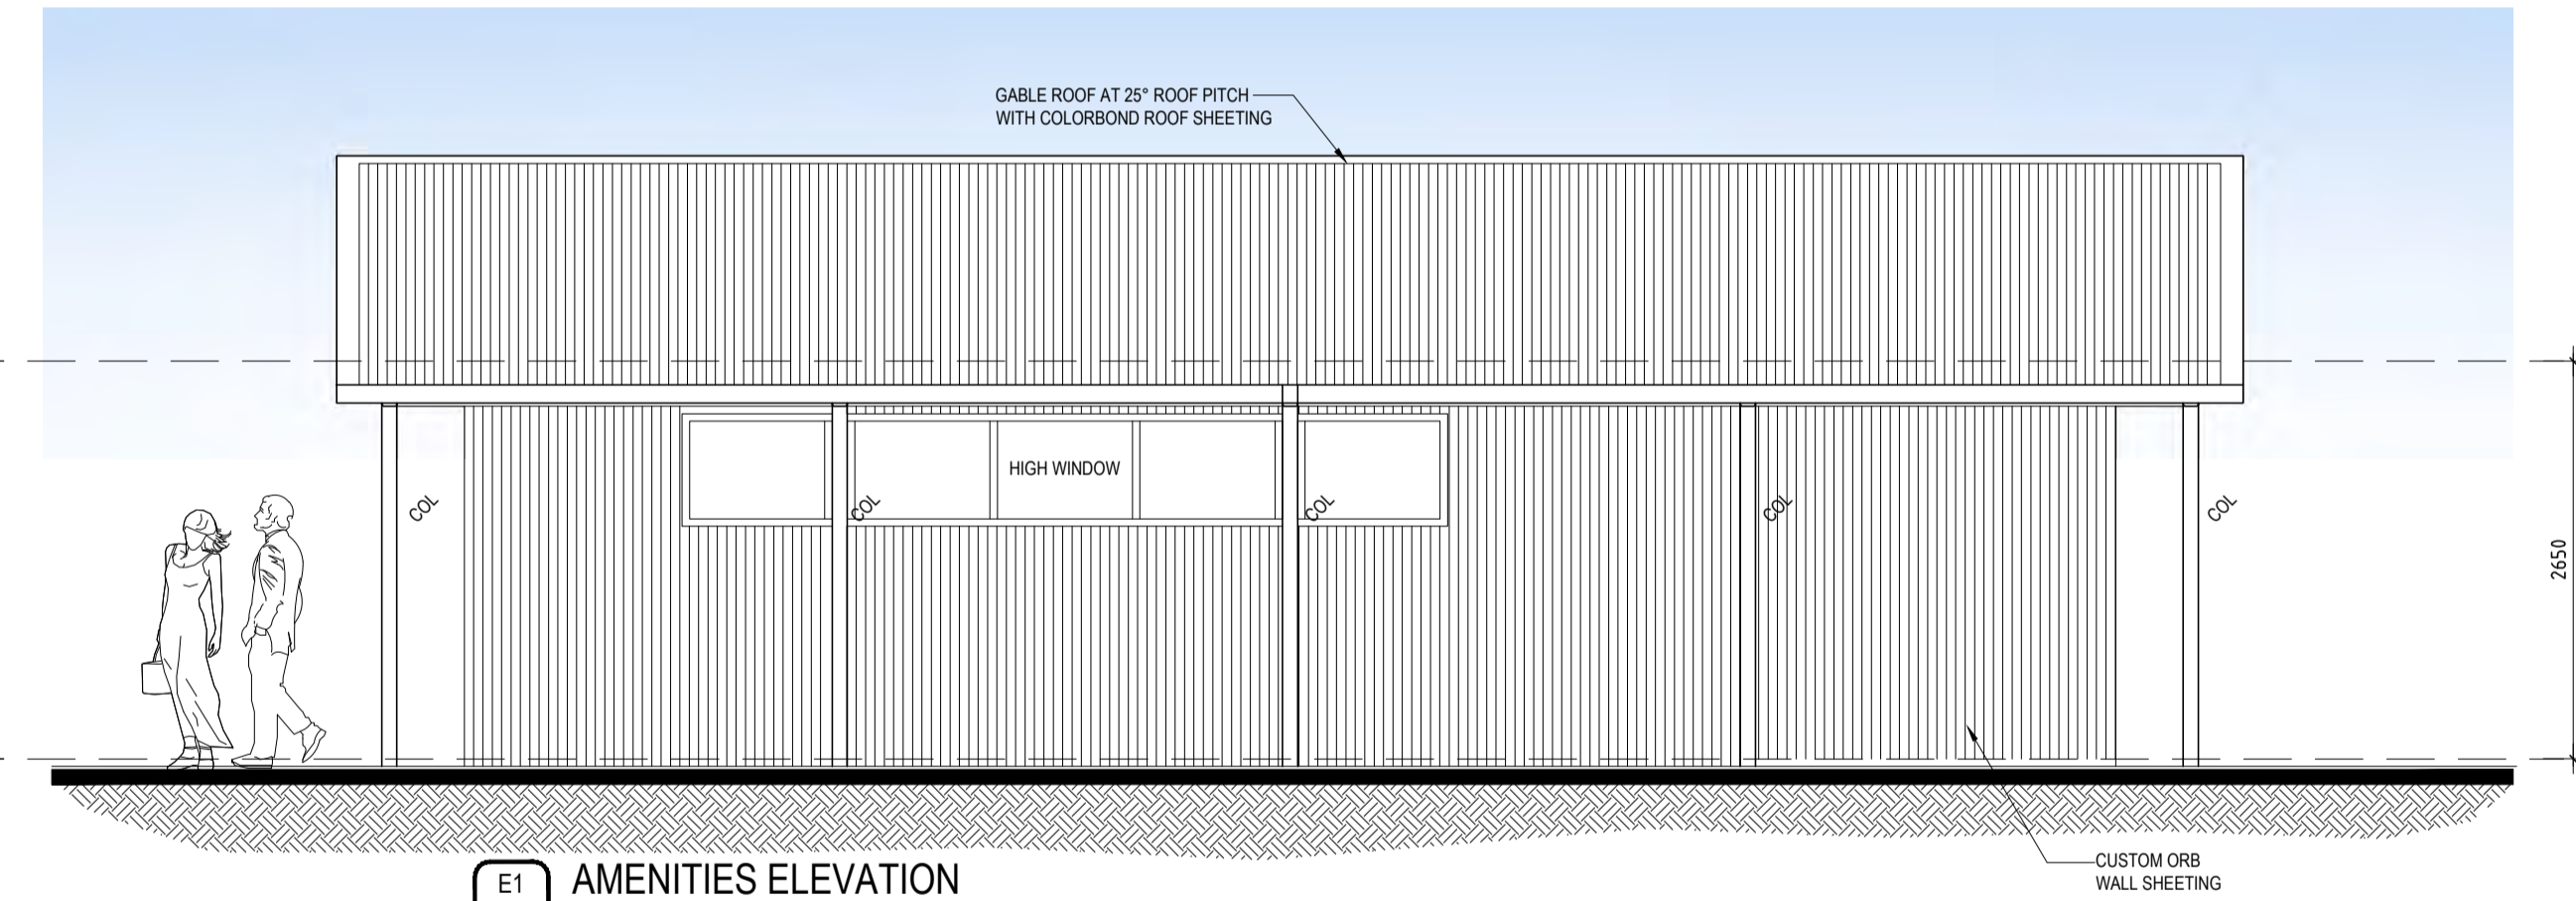 GABLE ROOF AT 25° ROOF PITCH
WITH COLORBOND ROOF SHEETING
HIGH WINDOW
COL
COL
COL
COL
COL
2650
CUSTOM ORB
WALL SHEETING
E1
AMENITIES ELEVATION